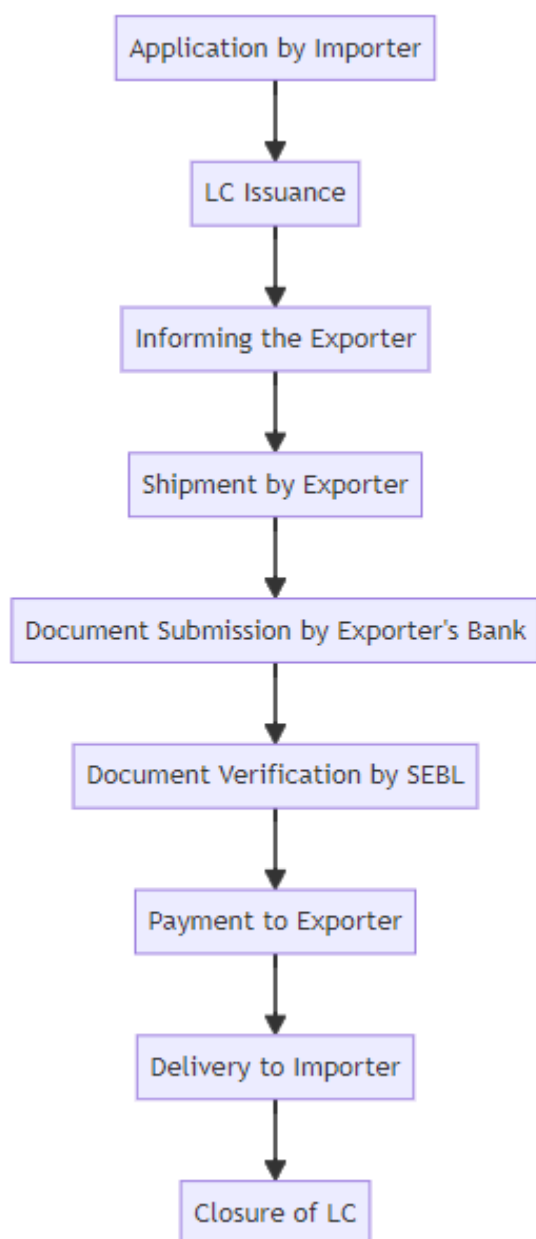 Application by Importer
LC Issuance
Informing the Exporter
Shipment by Exporter
Document Submission by Exporter's Bank
Document Verification by SEBL
Payment to Exporter
Delivery to Importer
Closure of LC